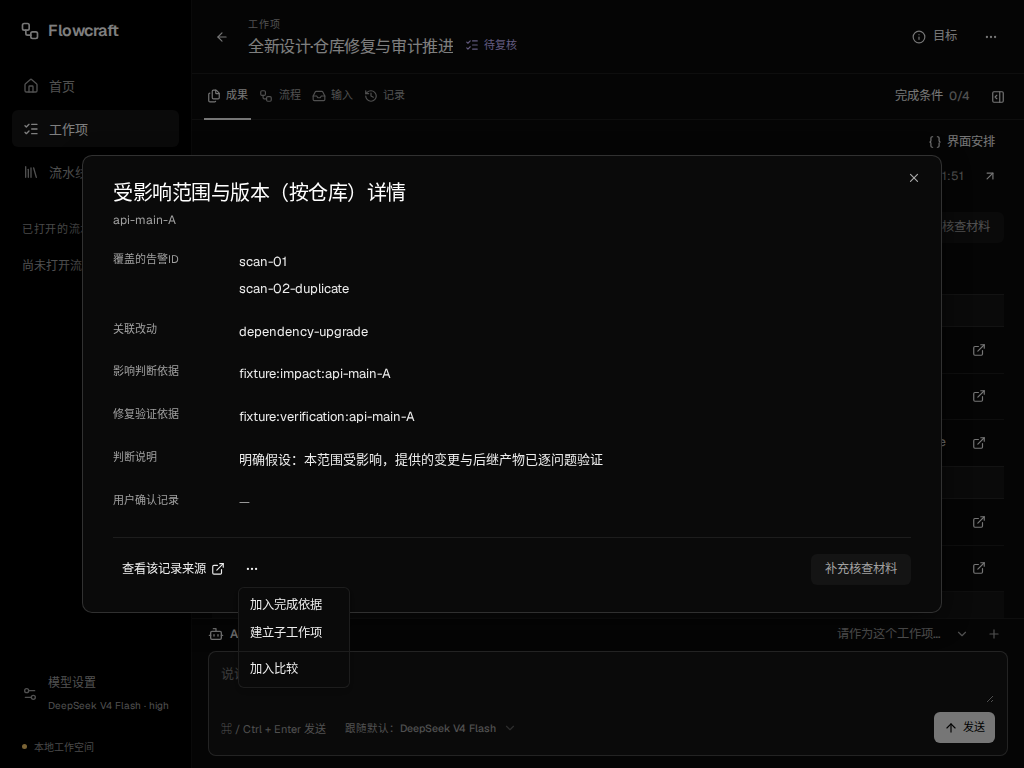 Flowcraft
首页
工作项
流水线
已打开的流
尚未打开流
模型设置
DeepSeek V4 Flash · high
本地工作空间
工作项
全新设计·仓库修复与审计推进
待复核
目标
成果
流程
输入
记录
完成条件 0/4
{ } 界面安排
1:51
核查材料
受影响范围与版本（按仓库）详情
api-main-A
覆盖的告警ID
scan-01
scan-02-duplicate
关联改动
dependency-upgrade
影响判断依据
fixture:impact:api-main-A
修复验证依据
fixture:verification:api-main-A
判断说明
明确假设：本范围受影响，提供的变更与后继产物已逐问题验证
用户确认记录
—
查看该记录来源
补充核查材料
加入完成依据
建立子工作项
加入比较
请作为这个工作项...
⌘ / Ctrl + Enter 发送
跟随默认：DeepSeek V4 Flash
发送